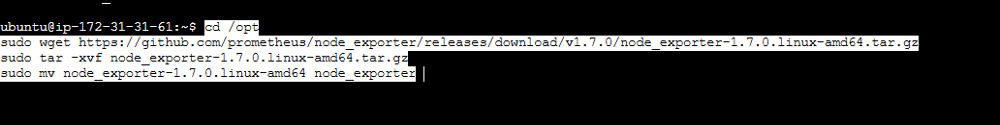 ubuntu@ip-172-31-31-61:~$ cd /opt
sudo wget https://github.com/prometheus/node_exporter/releases/download/v1.7.0/node_exporter-1.7.0.linux-amd64.tar.gz
sudo tar -xvf node_exporter-1.7.0.linux-amd64.tar.gz
sudo mv node_exporter-1.7.0.linux-amd64 node_exporter